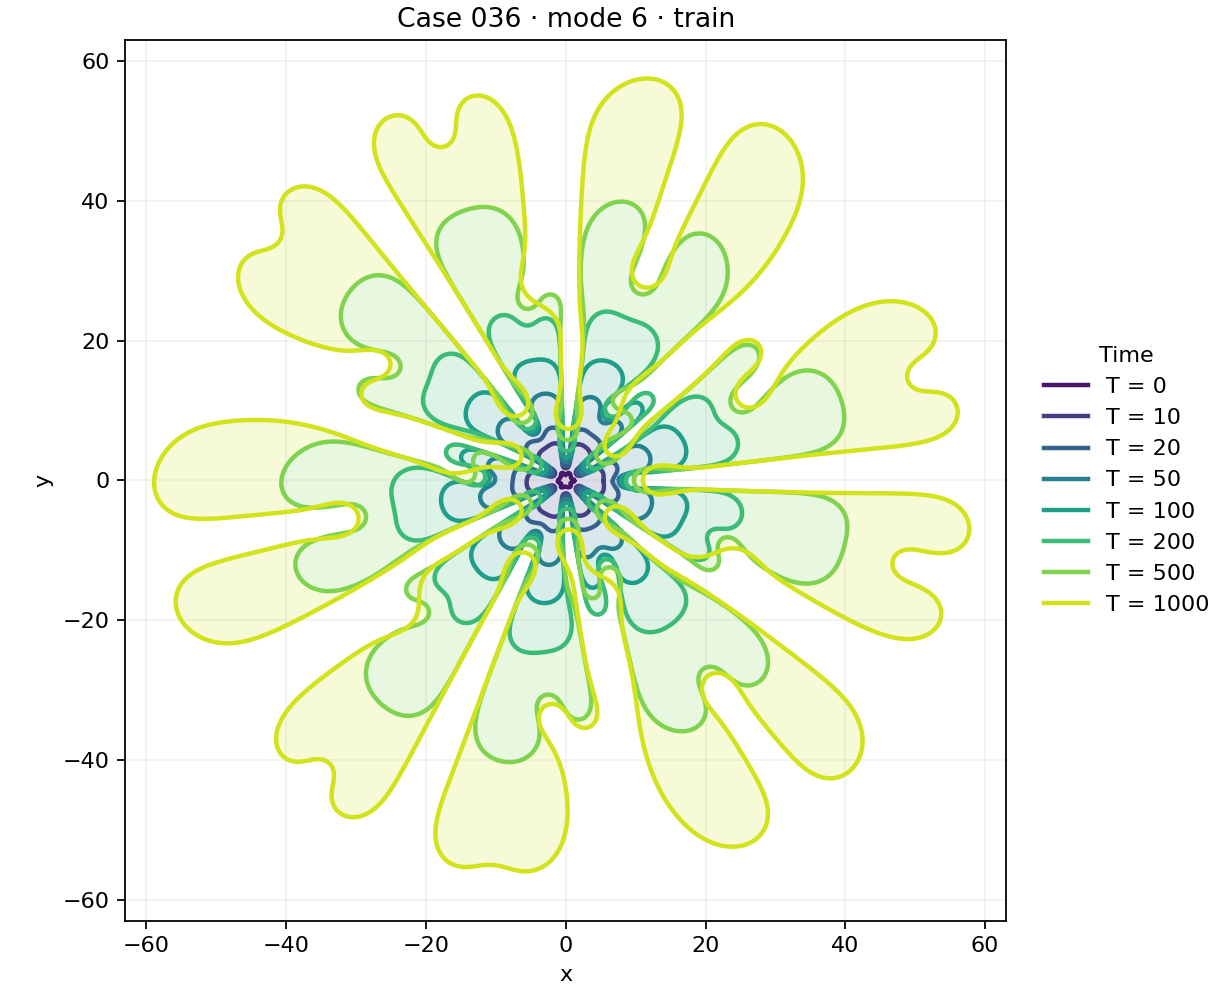 Case 036 · mode 6 · train
60
40
20
0
−20
−40
−60
y
−60 −40 −20 0 20 40 60
x
Time
T = 0
T = 10
T = 20
T = 50
T = 100
T = 200
T = 500
T = 1000